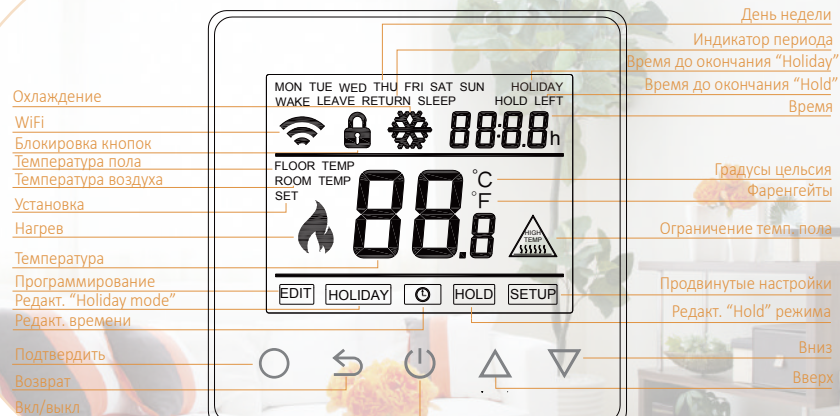 День недели
Индикатор периода
Время до окончания “Holiday”
Время до окончания “Hold”
Время
Градусы цельсия
Фаренгейты
Ограничение темп. пола
Продвинутые настройки
Редакт. “Hold” режима
Вниз
Вверх
Охлаждение
WiFi
Блокировка кнопок
Температура пола
Температура воздуха
Установка
Нагрев
Температура
Программирование
Редакт. “Holiday mode”
Редакт. времени
Подтвердить
Возврат
Вкл/выкл
MON TUE WED THU FRI SAT SUN HOLIDAY
WAKE LEAVE RETURN SLEEP HOLD LEFT
88:8.8h
FLOOR TEMP
ROOM TEMP
SET
88.8
°C
°F
HIGH
TEMP
EDIT HOLIDAY HOLD SETUP